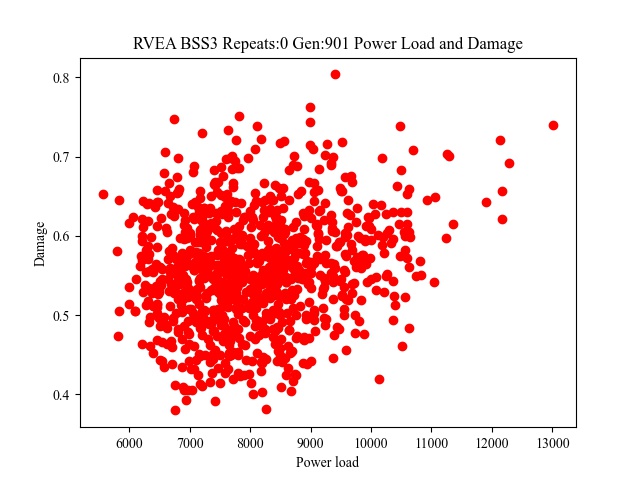 RVEA BSS3 Repeats:0 Gen:901 Power Load and Damage
0.8
0.7
0.6
0.5
0.4
Damage
6000 7000 8000 9000 10000 11000 12000 13000
Power load